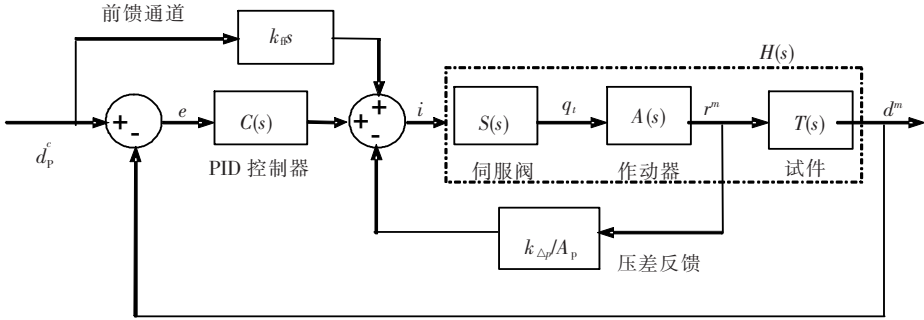 前馈通道
k_ff s
H(s)
+
+
-
e
C(s)
+
+
-
i
S(s)
q_t
A(s)
r^m
T(s)
d^m
d_P^c
PID 控制器
伺服阀
作动器
试件
k_△p/A_p
压差反馈